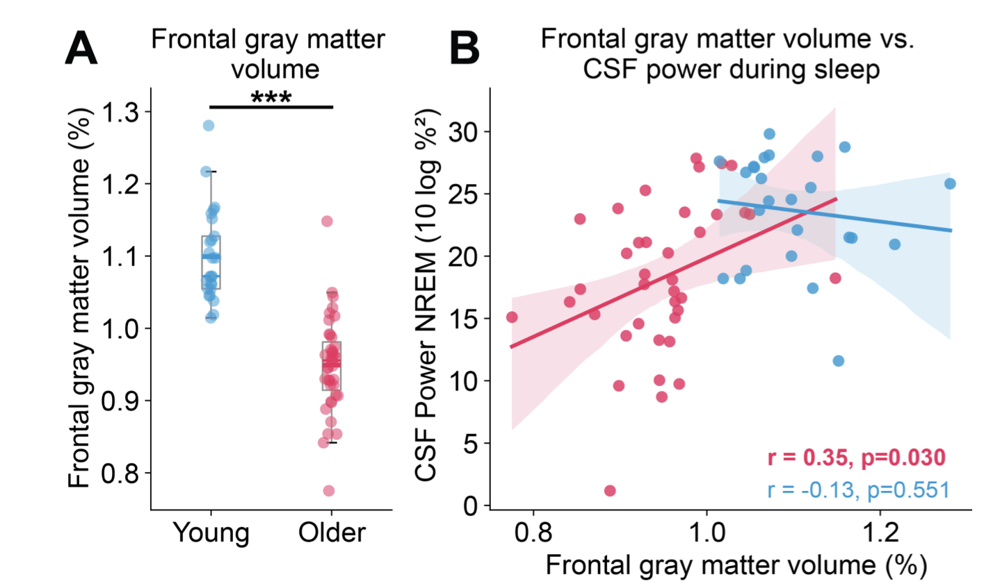 A
Frontal gray matter
volume
***
Frontal gray matter volume (%)
1.3
1.2
1.1
1.0
0.9
0.8
Young
Older
B
Frontal gray matter volume vs.
CSF power during sleep
CSF Power NREM (10 log %²)
30
25
20
15
10
5
0
r = 0.35, p=0.030
r = -0.13, p=0.551
0.8
1.0
1.2
Frontal gray matter volume (%)